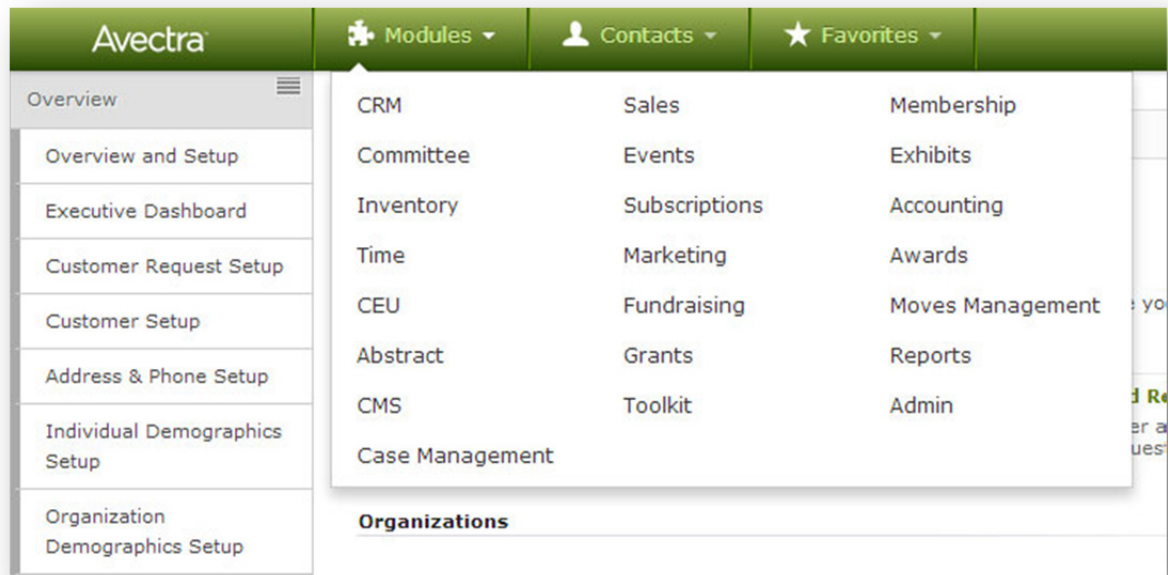 Avectra
Modules
Contacts
Favorites
Overview
Overview and Setup
Executive Dashboard
Customer Request Setup
Customer Setup
Address & Phone Setup
Individual Demographics
Setup
Organization
Demographics Setup
CRM Sales Membership
Committee Events Exhibits
Inventory Subscriptions Accounting
Time Marketing Awards
CEU Fundraising Moves Management
Abstract Grants Reports
CMS Toolkit Admin
Case Management
Organizations